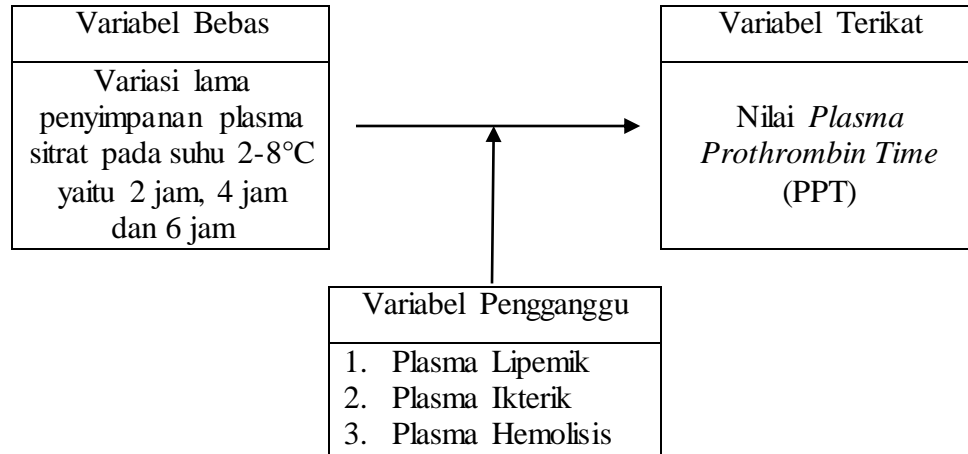 Variabel Bebas
Variasi lama
penyimpanan plasma
sitrat pada suhu 2-8°C
yaitu 2 jam, 4 jam
dan 6 jam
Variabel Terikat
Nilai Plasma
Prothrombin Time
(PPT)
Variabel Pengganggu
1. Plasma Lipemik
2. Plasma Ikterik
3. Plasma Hemolisis